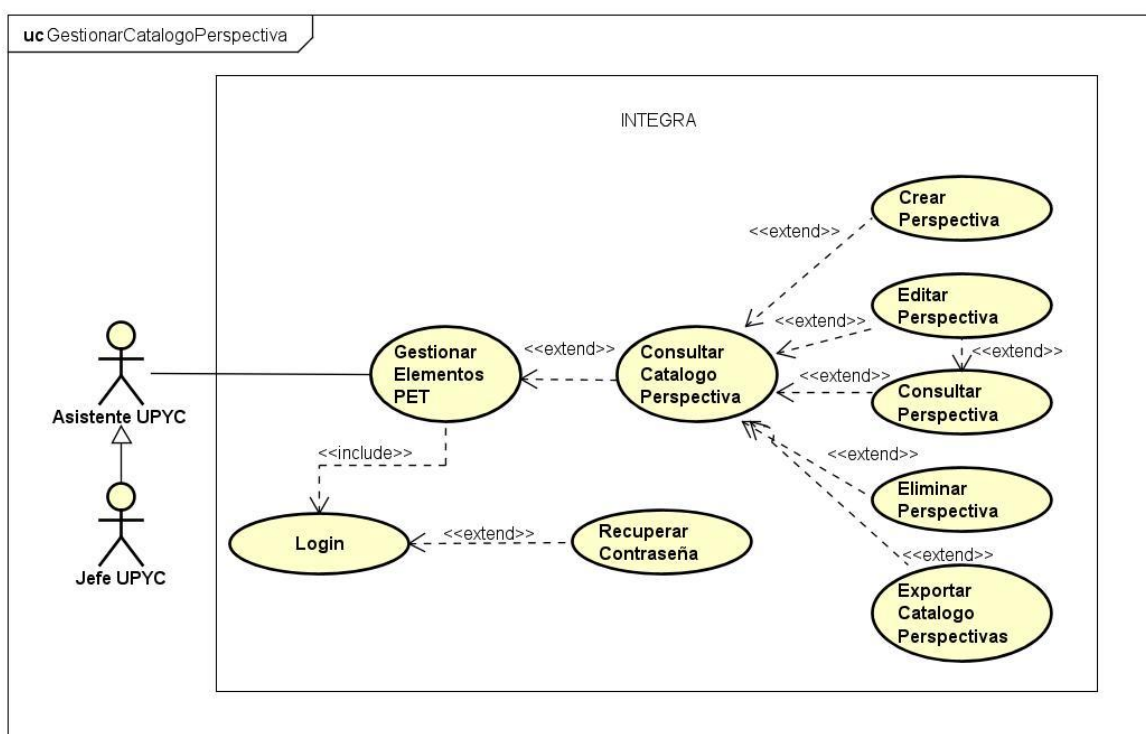 uc GestionarCatalogoPerspectiva
INTEGRA
Crear
Perspectiva
<<extend>>
Editar
Perspectiva
<<extend>>
<<extend>>
Gestionar
Elementos
PET
<<extend>>
Consultar
Catalogo
Perspectiva
<<extend>>
Consultar
Perspectiva
Asistente UPYC
<<include>>
<<extend>>
Eliminar
Perspectiva
Login
<<extend>>
Recuperar
Contraseña
<<extend>>
Jefe UPYC
Exportar
Catalogo
Perspectivas